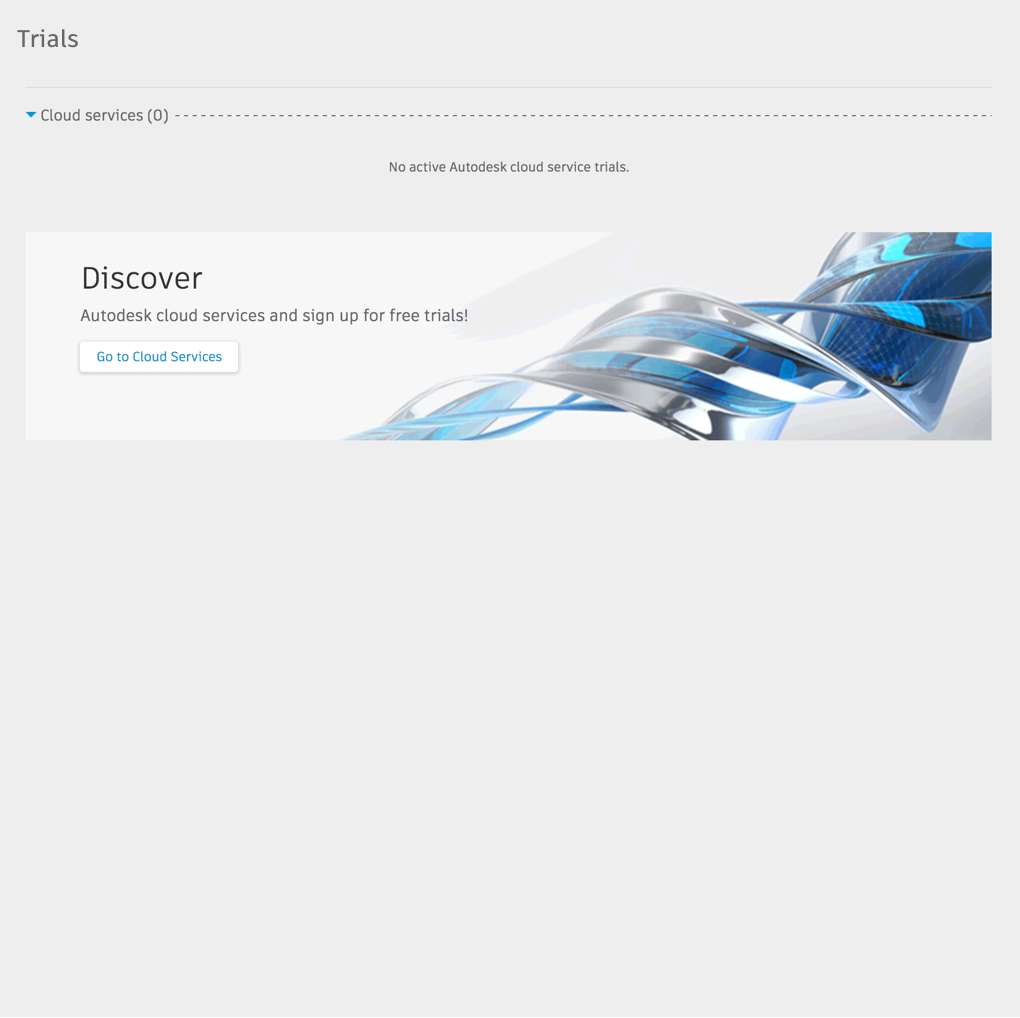 Trials
Cloud services (0)
No active Autodesk cloud service trials.
Discover
Autodesk cloud services and sign up for free trials!
Go to Cloud Services